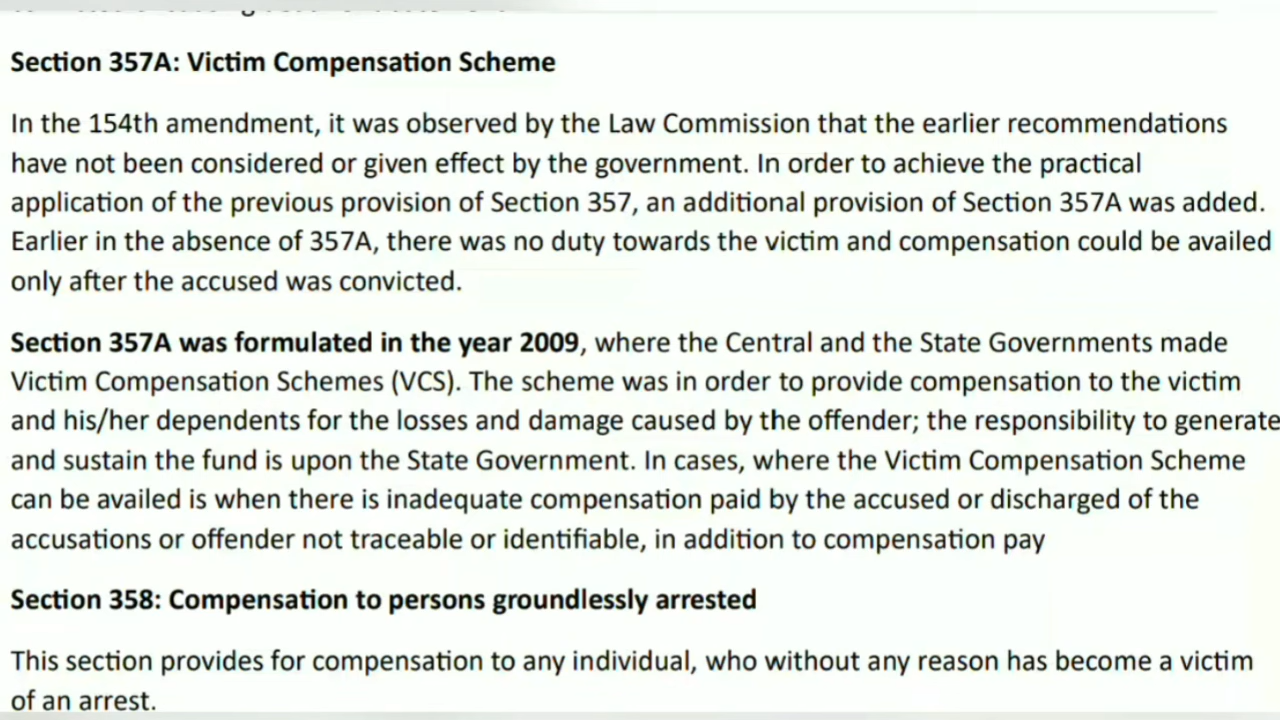 Section 357A: Victim Compensation Scheme
In the 154th amendment, it was observed by the Law Commission that the earlier recommendations
have not been considered or given effect by the government. In order to achieve the practical
application of the previous provision of Section 357, an additional provision of Section 357A was added.
Earlier in the absence of 357A, there was no duty towards the victim and compensation could be availed
only after the accused was convicted.
Section 357A was formulated in the year 2009, where the Central and the State Governments made
Victim Compensation Schemes (VCS). The scheme was in order to provide compensation to the victim
and his/her dependents for the losses and damage caused by the offender; the responsibility to generate
and sustain the fund is upon the State Government. In cases, where the Victim Compensation Scheme
can be availed is when there is inadequate compensation paid by the accused or discharged of the
accusations or offender not traceable or identifiable, in addition to compensation pay
Section 358: Compensation to persons groundlessly arrested
This section provides for compensation to any individual, who without any reason has become a victim
of an arrest.